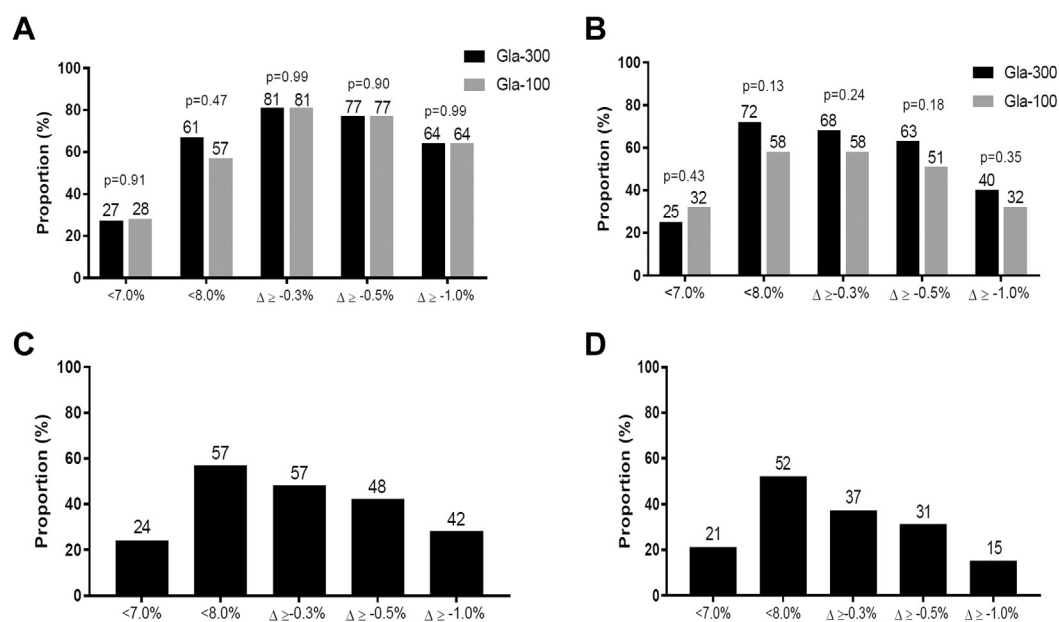 A
Gla-300
Gla-100
Proportion (%)
100
80
60
40
20
0
p=0.91
p=0.47
p=0.99
p=0.90
p=0.99
27 28
61 57
81 81
77 77
64 64
<7.0% <8.0% Δ ≥ -0.3% Δ ≥ -0.5% Δ ≥ -1.0%
B
Gla-300
Gla-100
Proportion (%)
100
80
60
40
20
0
p=0.43
p=0.13
p=0.24
p=0.18
p=0.35
25 32
72 58
68 58
63 51
40 32
<7.0% <8.0% Δ ≥-0.3% Δ ≥ -0.5% Δ ≥ -1.0%
C
Proportion (%)
100
80
60
40
20
0
24 57 57 48 42
<7.0% <8.0% Δ ≥-0.3% Δ ≥ -0.5% Δ ≥ -1.0%
D
Proportion (%)
100
80
60
40
20
0
21 52 37 31 15
<7.0% <8.0% Δ ≥-0.3% Δ ≥ -0.5% Δ ≥ -1.0%